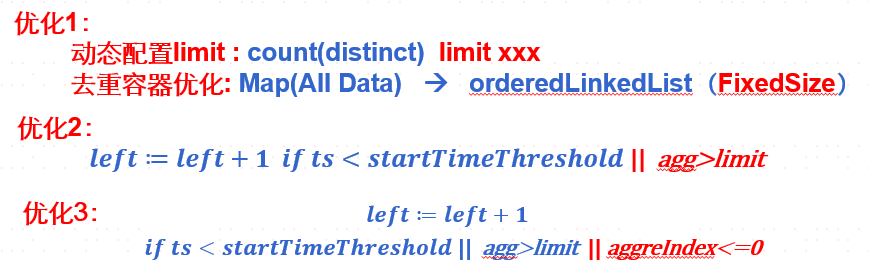 优化1：
动态配置limit : count(distinct)  limit xxx
去重容器优化: Map(All Data)  →  orderedLinkedList（FixedSize）
优化2：
left ≔ left + 1  if ts < startTimeThreshold ||  agg>limit
优化3：
left ≔ left + 1
if ts < startTimeThreshold ||  agg>limit || aggreIndex<=0